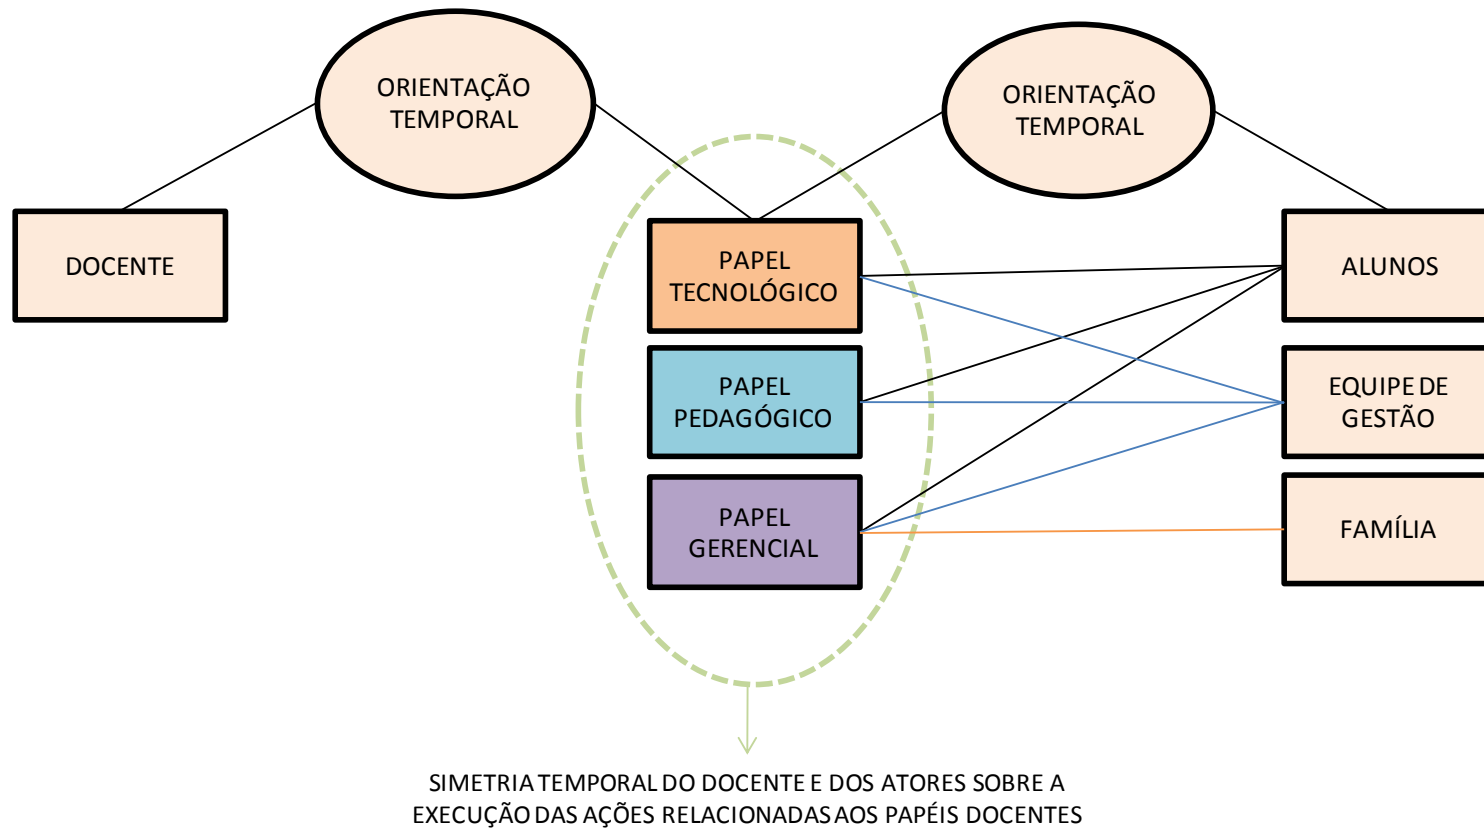 ORIENTAÇÃO
TEMPORAL
ORIENTAÇÃO
TEMPORAL
DOCENTE
PAPEL
TECNOLÓGICO
ALUNOS
PAPEL
PEDAGÓGICO
EQUIPE DE
GESTÃO
PAPEL
GERENCIAL
FAMÍLIA
SIMETRIA TEMPORAL DO DOCENTE E DOS ATORES SOBRE A
EXECUÇÃO DAS AÇÕES RELACIONADAS AOS PAPÉIS DOCENTES